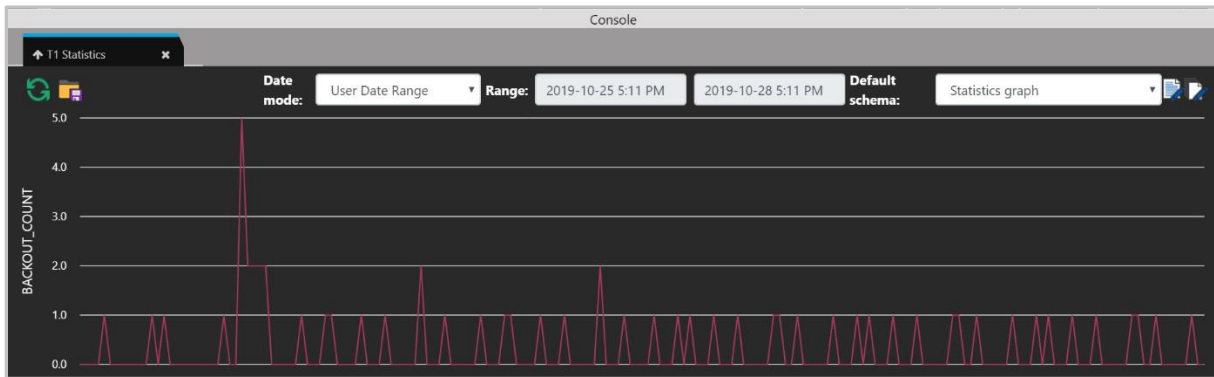 Console
T1 Statistics
Date mode:
User Date Range
Range:
2019-10-25 5:11 PM
2019-10-28 5:11 PM
Default schema:
Statistics graph
5.0
4.0
3.0
2.0
1.0
0.0
BACKOUT_COUNT